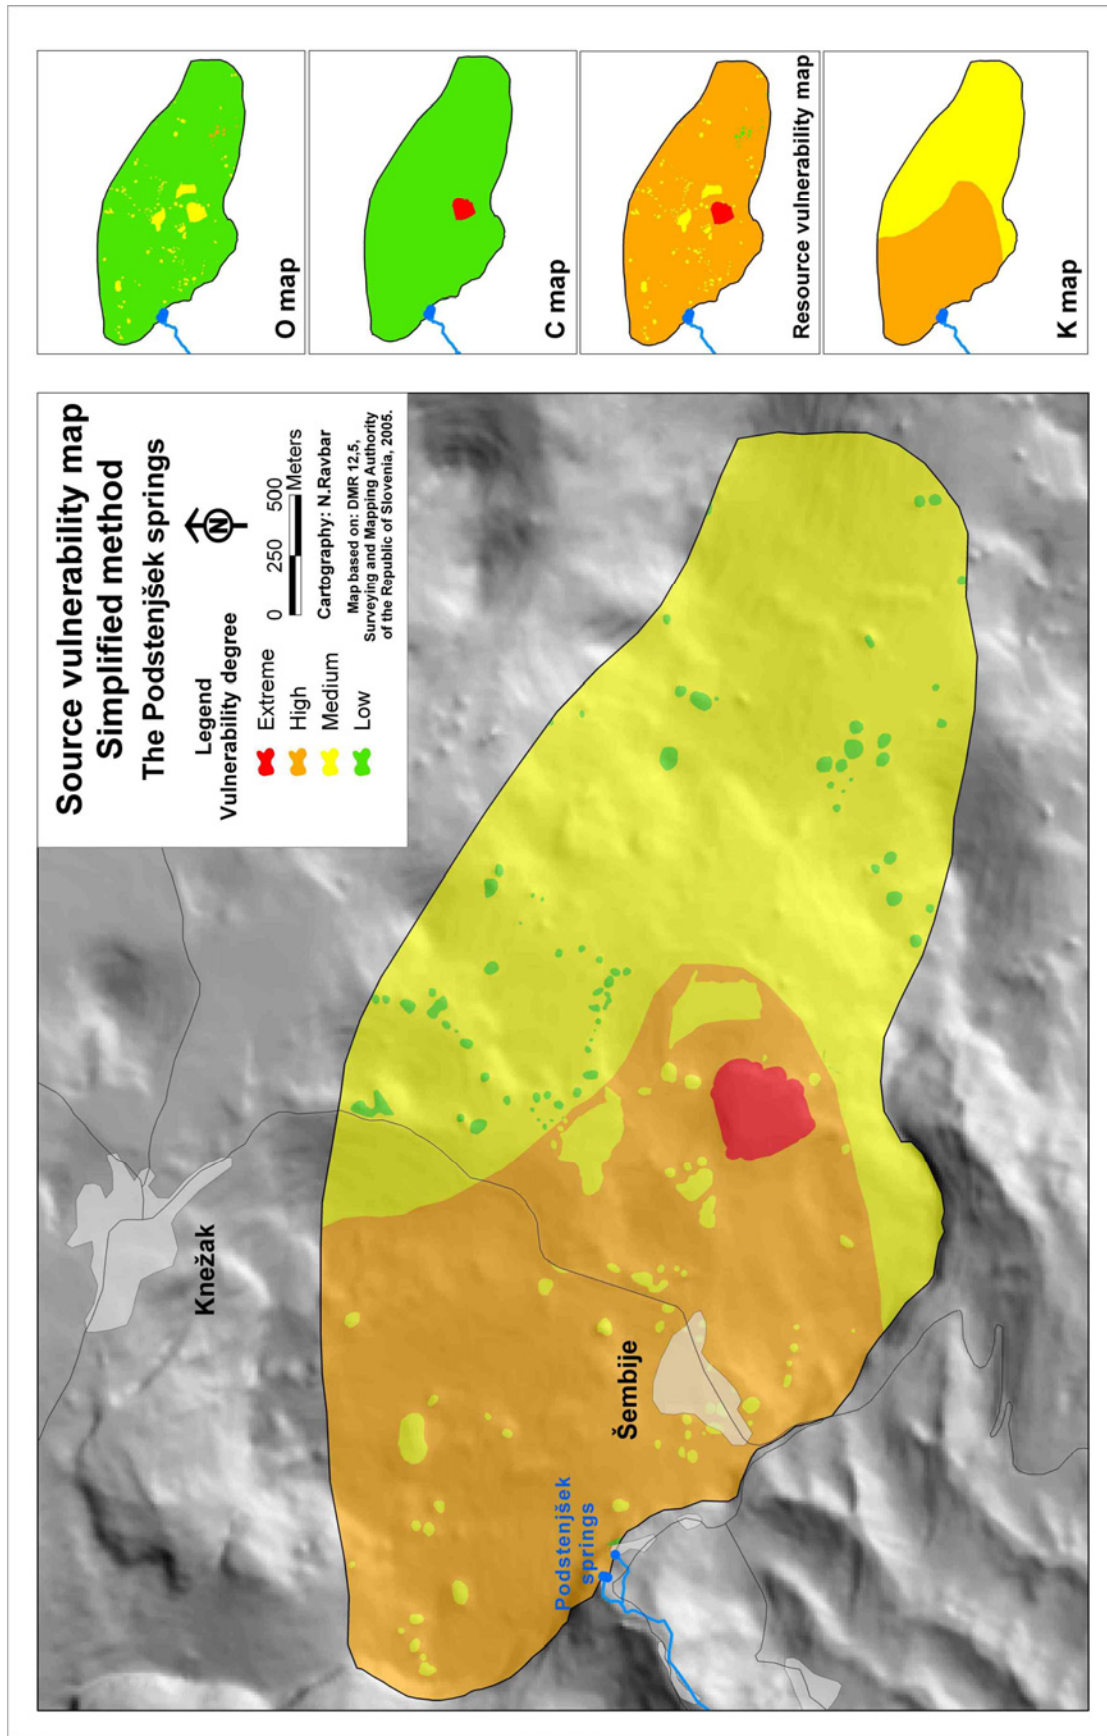 Source vulnerability map
Simplified method
The Podstenjšek springs
Legend
Vulnerability degree
Extreme
High
Medium
Low
N
0 250 500
Meters
Cartography: N.Ravbar
Map based on: DMR 12,5,
Surveying and Mapping Authority
of the Republic of Slovenia, 2005.
Knežak
Šembije
Podstenjšek
springs
O map
C map
Resource vulnerability map
K map